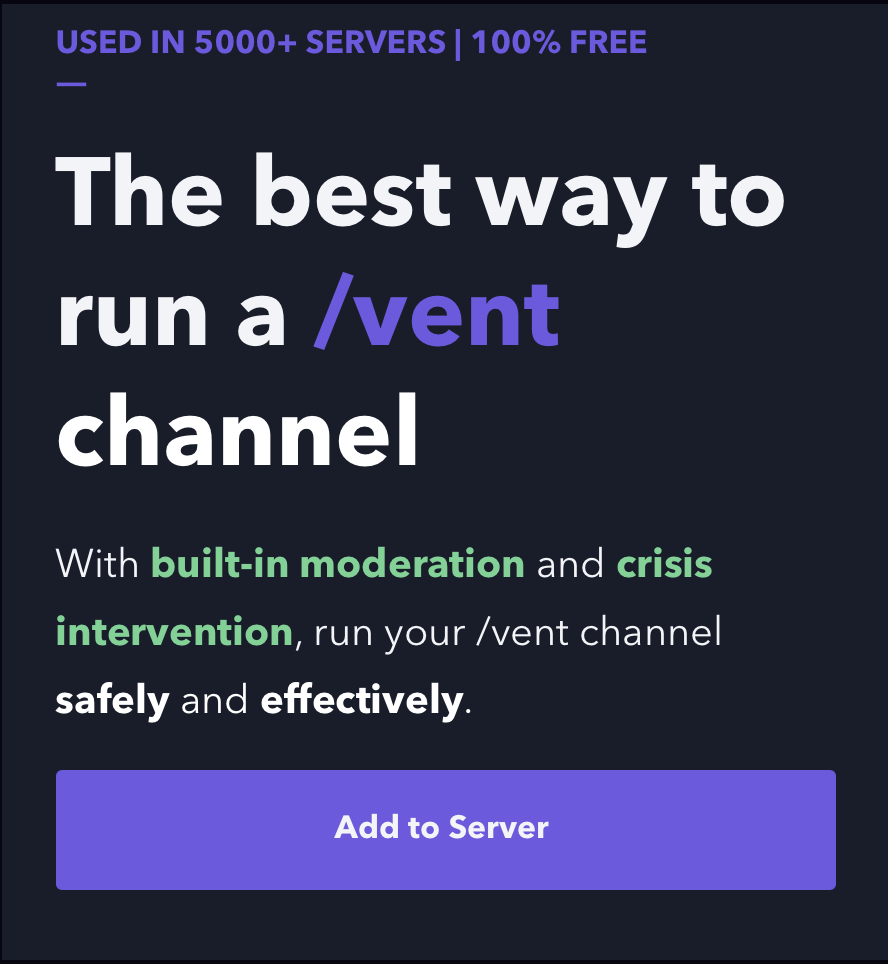 USED IN 5000+ SERVERS | 100% FREE
—
The best way to
run a /vent
channel
With built-in moderation and crisis
intervention, run your /vent channel
safely and effectively.
Add to Server